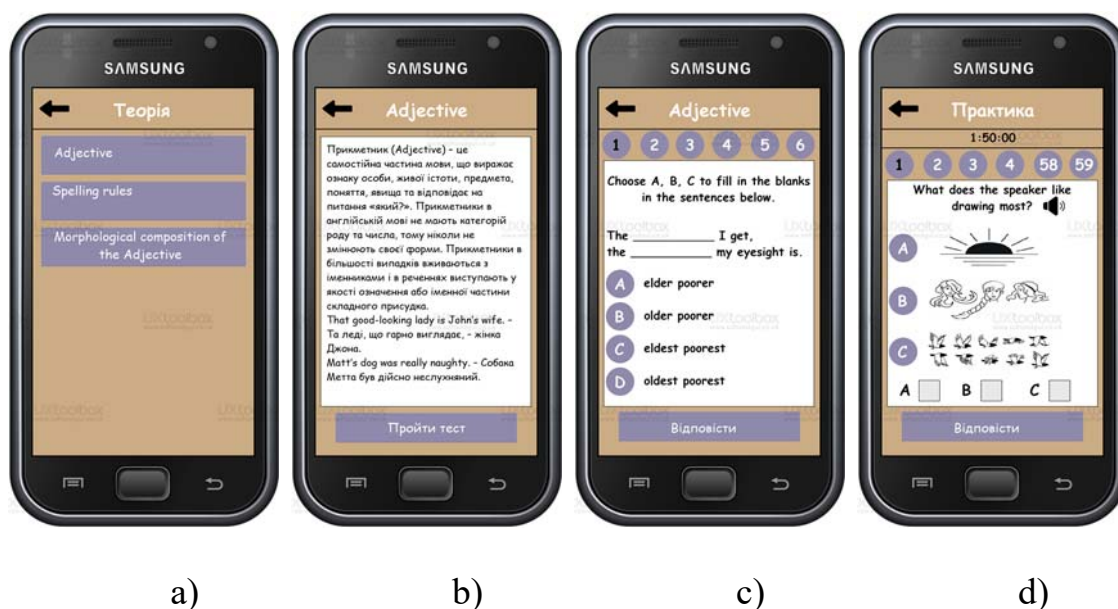 SAMSUNG
Теорія
Adjective
Spelling rules
Morphological composition of
the Adjective
SAMSUNG
Adjective
Прикметник (Adjective) – це
самостійна частина мови, що виражає
ознаку особи, живої істоти, предмета,
поняття, явища та відповідає на
питання «який?». Прикметники в
англійській мові не мають категорій
роду та числа, тому ніколи не
змінюють своєї форми. Прикметники в
більшості випадків вживаються з
іменниками і в реченнях виступають у
якості означення або іменної частини
складного присудка.
That good-looking lady is John's wife. –
Та леді, що гарно виглядає, – жінка
Джона.
Matt's dog was really naughty. – Собака
Метта був дійсно неслухняний.
Пройти тест
SAMSUNG
Adjective
1 2 3 4 5 6
Choose A, B, C to fill in the blanks
in the sentences below.
The ____________ I get,
the ____________ my eyesight is.
A elder poorer
B older poorer
C eldest poorest
D oldest poorest
Відповісти
SAMSUNG
Практика
1:50:00
1 2 3 4 58 59
What does the speaker like
drawing most?
A
B
C
A B C
Відповісти
UXtoolbox
a) b) c) d)